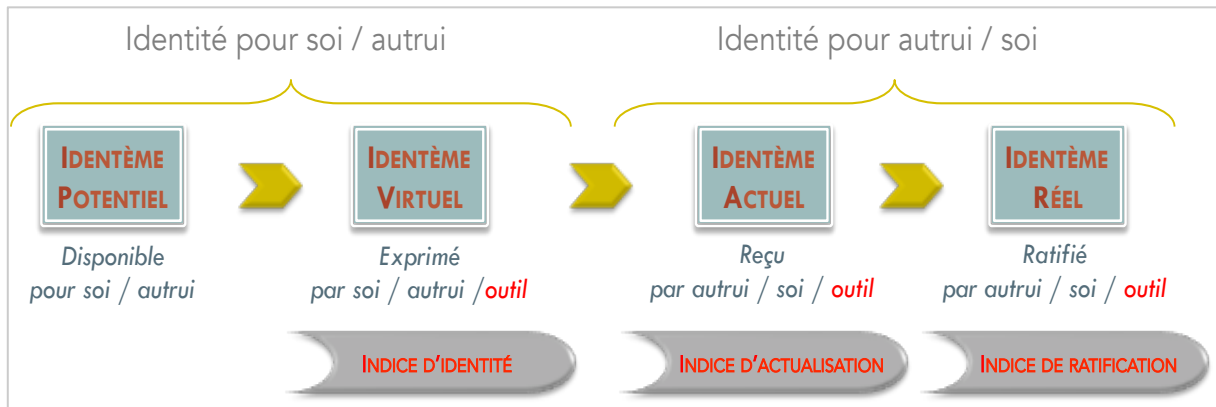 Identité pour soi / autrui
Identité pour autrui / soi
IDENTÈME
POTENTIEL
IDENTÈME
VIRTUEL
IDENTÈME
ACTUEL
IDENTÈME
RÉEL
Disponible
pour soi / autrui
Exprimé
par soi / autrui /outil
Reçu
par autrui / soi / outil
Ratifié
par autrui / soi / outil
INDICE D'IDENTITÉ
INDICE D'ACTUALISATION
INDICE DE RATIFICATION